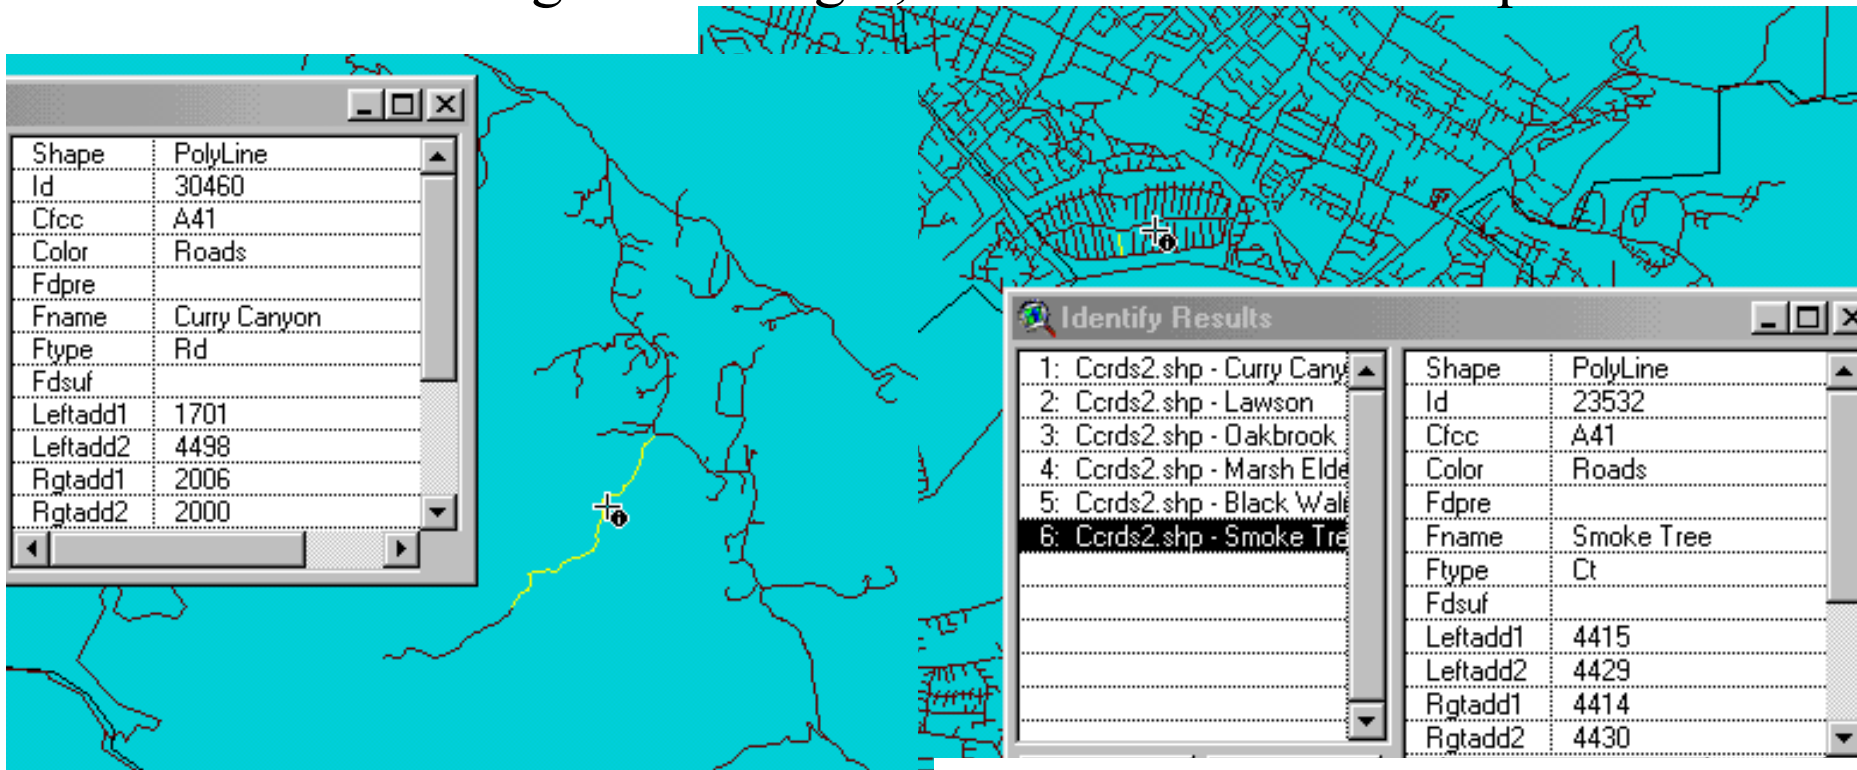 Shape PolyLine
Id 30460
Cfcc A41
Color Roads
Fdpre
Fname Curry Canyon
Ftype Rd
Fdsuf
Leftadd1 1701
Leftadd2 4498
Rgtadd1 2006
Rgtadd2 2000
Identify Results
1: Ccrds2.shp - Curry Cany
2: Ccrds2.shp - Lawson
3: Ccrds2.shp - Oakbrook
4: Ccrds2.shp - Marsh Elde
5: Ccrds2.shp - Black Wal
6: Ccrds2.shp - Smoke Tre
Shape PolyLine
Id 23532
Cfcc A41
Color Roads
Fdpre
Fname Smoke Tree
Ftype Ct
Fdsuf
Leftadd1 4415
Leftadd2 4429
Rgtadd1 4414
Rgtadd2 4430